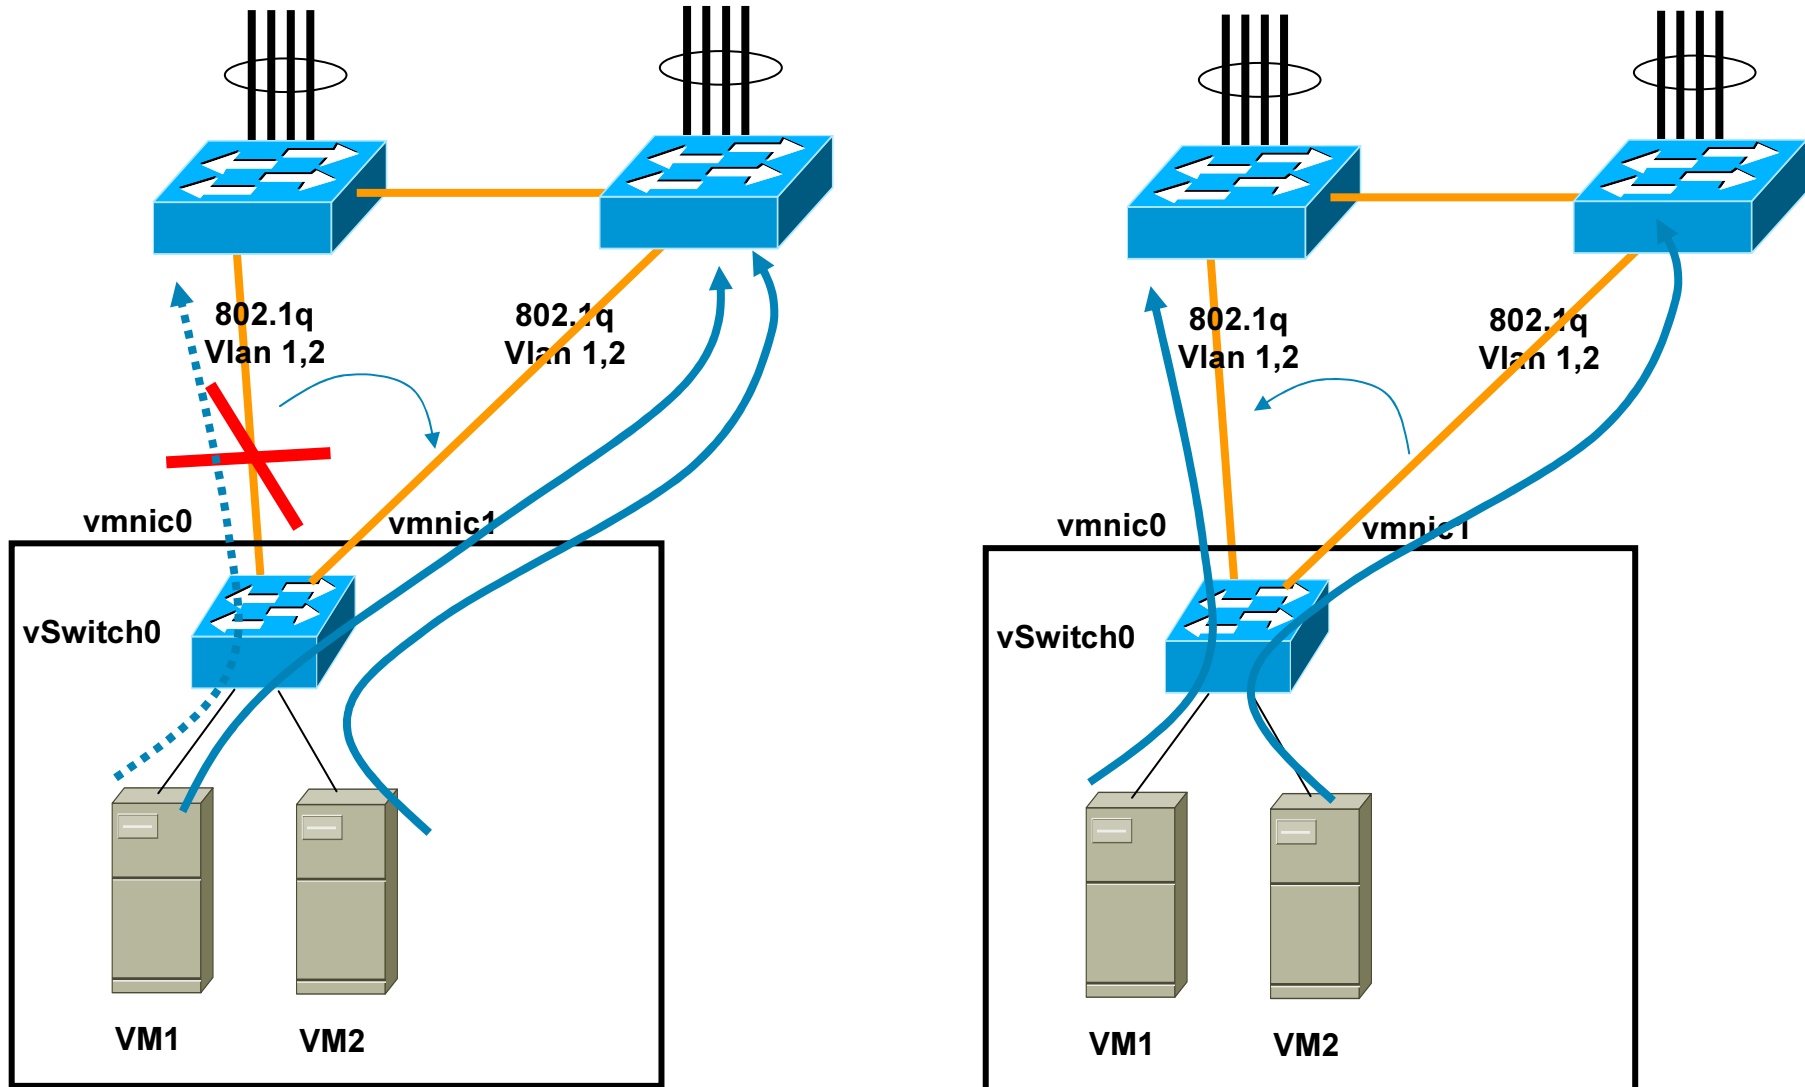 802.1q
Vlan 1,2
802.1q
Vlan 1,2
vmnic0
vmnic1
vSwitch0
VM1
VM2
802.1q
Vlan 1,2
802.1q
Vlan 1,2
vmnic0
vmnic1
vSwitch0
VM1
VM2